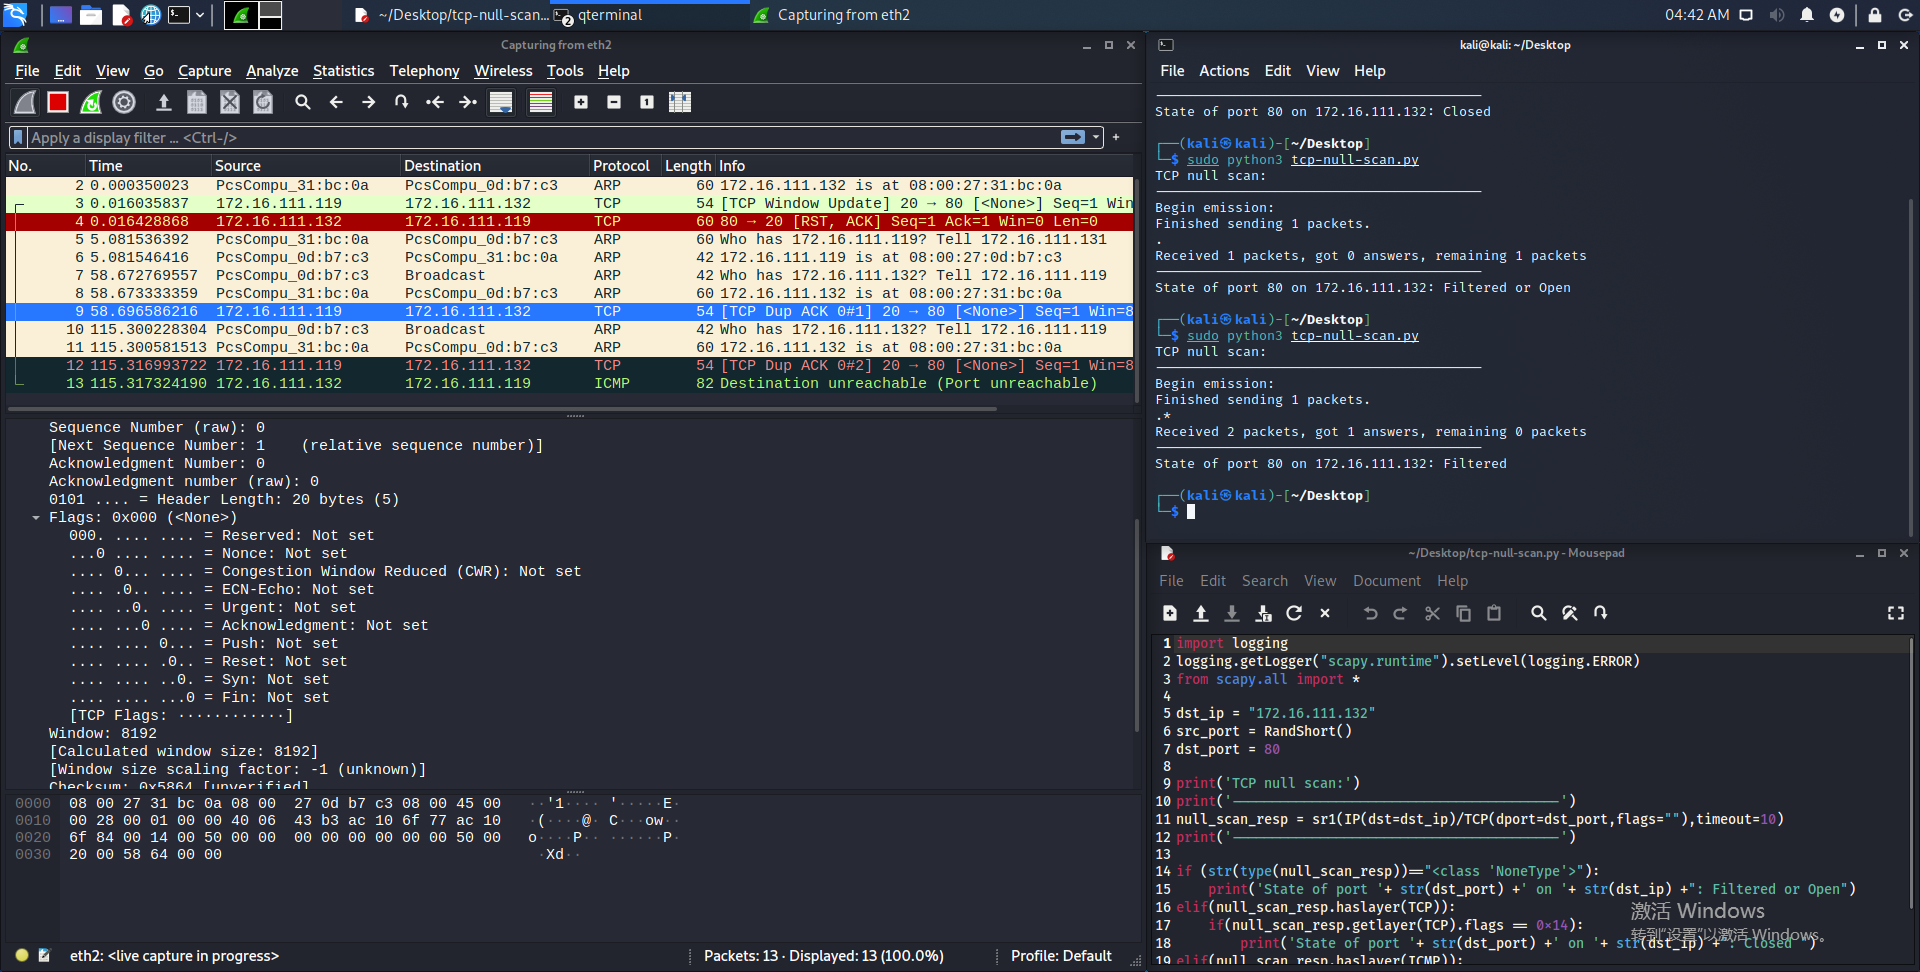 ~/Desktop/tcp-null-scan...
2
qterminal
Capturing from eth2
04:42 AM
Capturing from eth2
File Edit View Go Capture Analyze Statistics Telephony Wireless Tools Help
Apply a display filter … <Ctrl-/>
No. Time Source Destination Protocol Length Info
2 0.000350023 PcsCompu_31:bc:0a PcsCompu_0d:b7:c3 ARP 60 172.16.111.132 is at 08:00:27:31:bc:0a
3 0.016035837 172.16.111.119 172.16.111.132 TCP 54 [TCP Window Update] 20 → 80 [<None>] Seq=1 Win
4 0.016428868 172.16.111.132 172.16.111.119 TCP 60 80 → 20 [RST, ACK] Seq=1 Ack=1 Win=0 Len=0
5 5.081536392 PcsCompu_31:bc:0a PcsCompu_0d:b7:c3 ARP 60 Who has 172.16.111.119? Tell 172.16.111.131
6 5.081546416 PcsCompu_0d:b7:c3 PcsCompu_31:bc:0a ARP 42 172.16.111.119 is at 08:00:27:0d:b7:c3
7 58.672769557 PcsCompu_0d:b7:c3 Broadcast ARP 42 Who has 172.16.111.132? Tell 172.16.111.119
8 58.673333359 PcsCompu_31:bc:0a PcsCompu_0d:b7:c3 ARP 60 172.16.111.132 is at 08:00:27:31:bc:0a
9 58.696586216 172.16.111.119 172.16.111.132 TCP 54 [TCP Dup ACK 0#1] 20 → 80 [<None>] Seq=1 Win=8
10 115.300228304 PcsCompu_0d:b7:c3 Broadcast ARP 42 Who has 172.16.111.132? Tell 172.16.111.119
11 115.300581513 PcsCompu_31:bc:0a PcsCompu_0d:b7:c3 ARP 60 172.16.111.132 is at 08:00:27:31:bc:0a
12 115.316993722 172.16.111.119 172.16.111.132 TCP 54 [TCP Dup ACK 0#2] 20 → 80 [<None>] Seq=1 Win=8
13 115.317324190 172.16.111.132 172.16.111.119 ICMP 82 Destination unreachable (Port unreachable)
Sequence Number (raw): 0
[Next Sequence Number: 1 (relative sequence number)]
Acknowledgment Number: 0
Acknowledgment number (raw): 0
0101 .... = Header Length: 20 bytes (5)
Flags: 0x000 (<None>)
000. .... .... = Reserved: Not set
...0 .... .... = Nonce: Not set
.... 0... .... = Congestion Window Reduced (CWR): Not set
.... .0.. .... = ECN-Echo: Not set
.... ..0. .... = Urgent: Not set
.... ...0 .... = Acknowledgment: Not set
.... .... 0... = Push: Not set
.... .... .0.. = Reset: Not set
.... .... ..0. = Syn: Not set
.... .... ...0 = Fin: Not set
[TCP Flags: ············]
Window: 8192
[Calculated window size: 8192]
[Window size scaling factor: -1 (unknown)]
Checksum: 0x5864 [unverified]
0000 08 00 27 31 bc 0a 08 00 27 0d b7 c3 08 00 45 00 ··'1···· '·····E·
0010 00 28 00 01 00 00 40 06 43 b3 ac 10 6f 77 ac 10 ·(····@· C···ow··
0020 6f 84 00 14 00 50 00 00 00 00 00 00 00 00 50 00 o····P·· ······P·
0030 20 00 58 64 00 00 ·Xd··
eth2: <live capture in progress>
Packets: 13 · Displayed: 13 (100.0%)
Profile: Default
kali@kali: ~/Desktop
File Actions Edit View Help
State of port 80 on 172.16.111.132: Closed
┌──(kali㉿kali)-[~/Desktop]
└─$ sudo python3 tcp-null-scan.py
TCP null scan:
Begin emission:
Finished sending 1 packets.
.
Received 1 packets, got 0 answers, remaining 1 packets
State of port 80 on 172.16.111.132: Filtered or Open
┌──(kali㉿kali)-[~/Desktop]
└─$ sudo python3 tcp-null-scan.py
TCP null scan:
Begin emission:
Finished sending 1 packets.
.*
Received 2 packets, got 1 answers, remaining 0 packets
State of port 80 on 172.16.111.132: Filtered
┌──(kali㉿kali)-[~/Desktop]
└─$
~/Desktop/tcp-null-scan.py - Mousepad
File Edit Search View Document Help
1 import logging
2 logging.getLogger("scapy.runtime").setLevel(logging.ERROR)
3 from scapy.all import *
4
5 dst_ip = "172.16.111.132"
6 src_port = RandShort()
7 dst_port = 80
8
9 print('TCP null scan:')
10 print('-----------------------------------------')
11 null_scan_resp = sr1(IP(dst=dst_ip)/TCP(dport=dst_port,flags=""),timeout=10)
12 print('-----------------------------------------')
13
14 if (str(type(null_scan_resp))=="<class 'NoneType'>"):
15 print('State of port '+ str(dst_port) +' on '+ str(dst_ip) +": Filtered or Open")
16 elif(null_scan_resp.haslayer(TCP)):
17 if(null_scan_resp.getlayer(TCP).flags == 0x14):
18 print('State of port '+ str(dst_port) +' on '+ str(dst_ip) +': Closed ')
19 elif(null_scan_resp.haslayer(ICMP)):
激活 Windows
转到"设置"以激活 Windows。